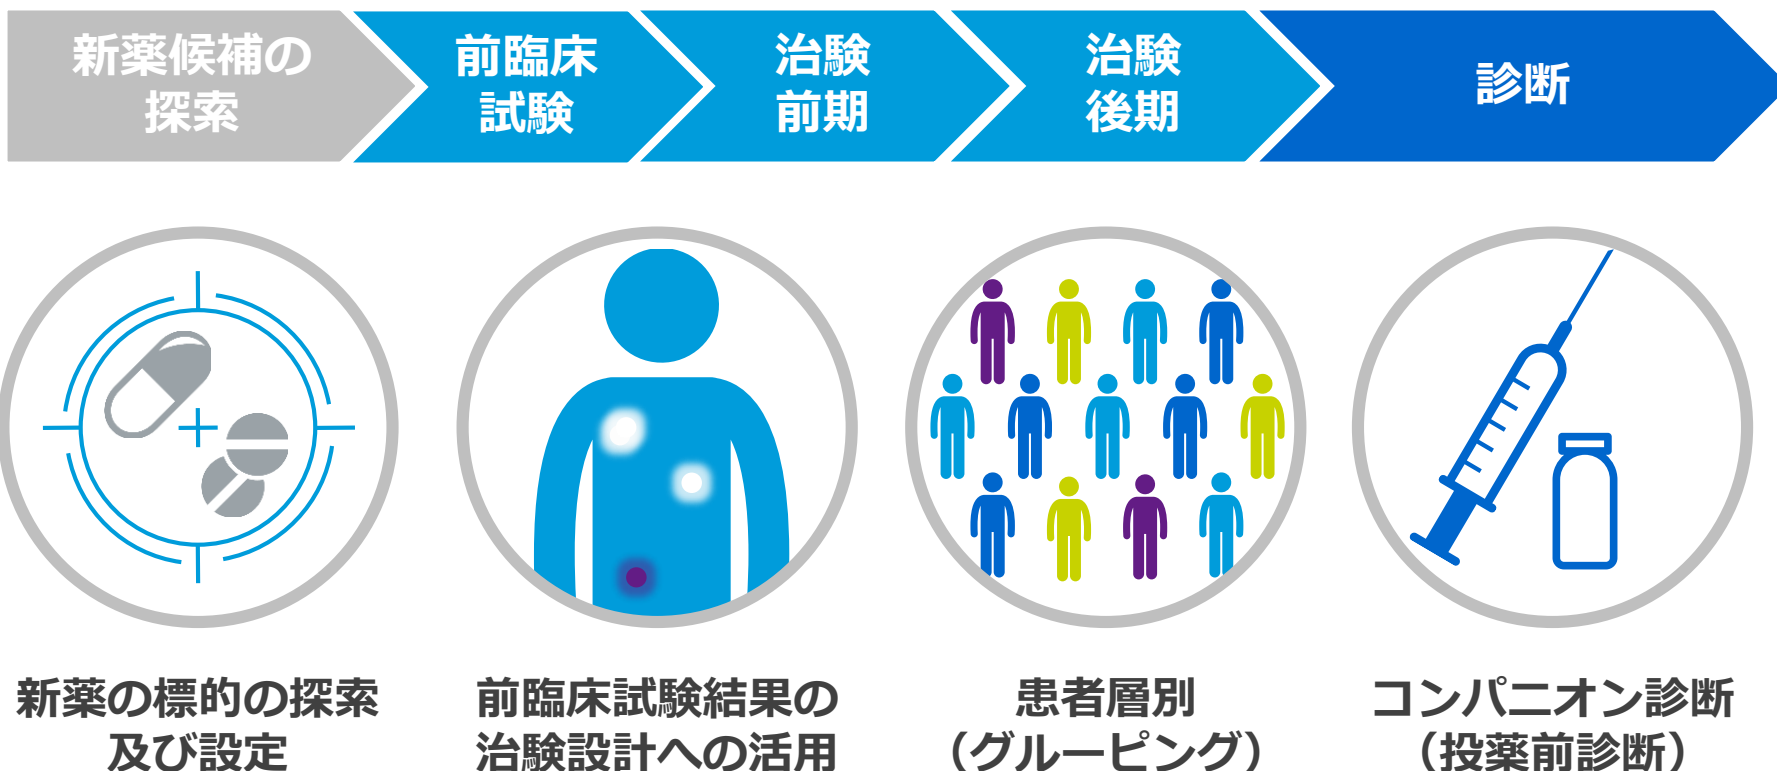 新薬候補の
探索
前臨床
試験
治験
前期
治験
後期
診断
新薬の標的の探索
及び設定
前臨床試験結果の
治験設計への活用
患者層別
（グルーピング）
コンパニオン診断
（投薬前診断）